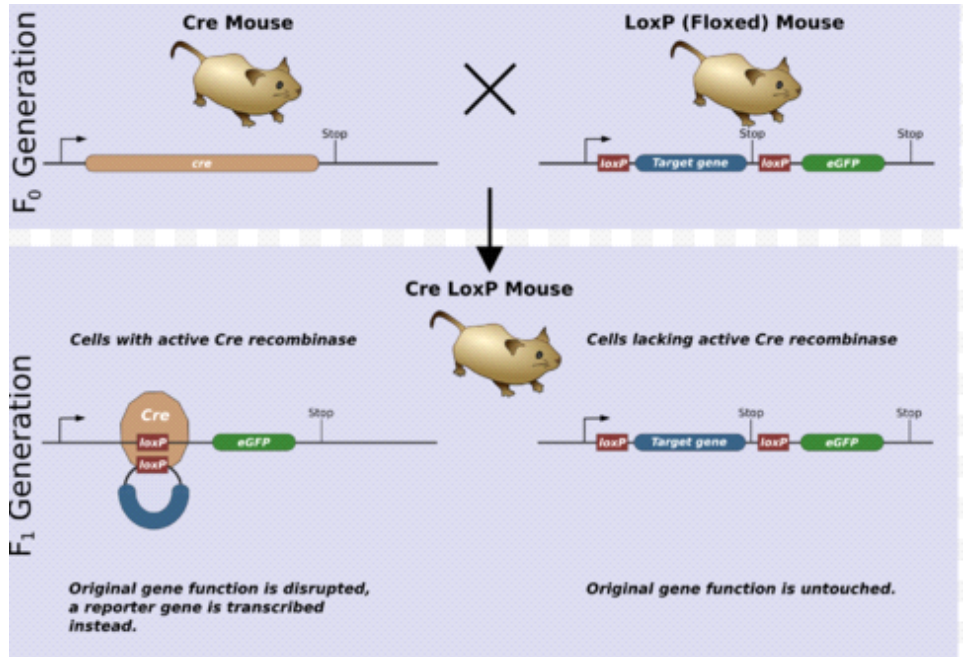 F₀ Generation
Cre Mouse
LoxP (Floxed) Mouse
Stop
cre
Stop
Stop
loxP
Target gene
loxP
eGFP
F₁ Generation
Cre LoxP Mouse
Cells with active Cre recombinase
Cells lacking active Cre recombinase
Cre
loxP
loxP
eGFP
Stop
Stop
Stop
loxP
Target gene
loxP
eGFP
Original gene function is disrupted,
a reporter gene is transcribed
instead.
Original gene function is untouched.